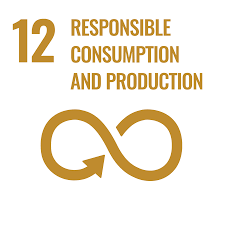 12 RESPONSIBLE
CONSUMPTION
AND PRODUCTION